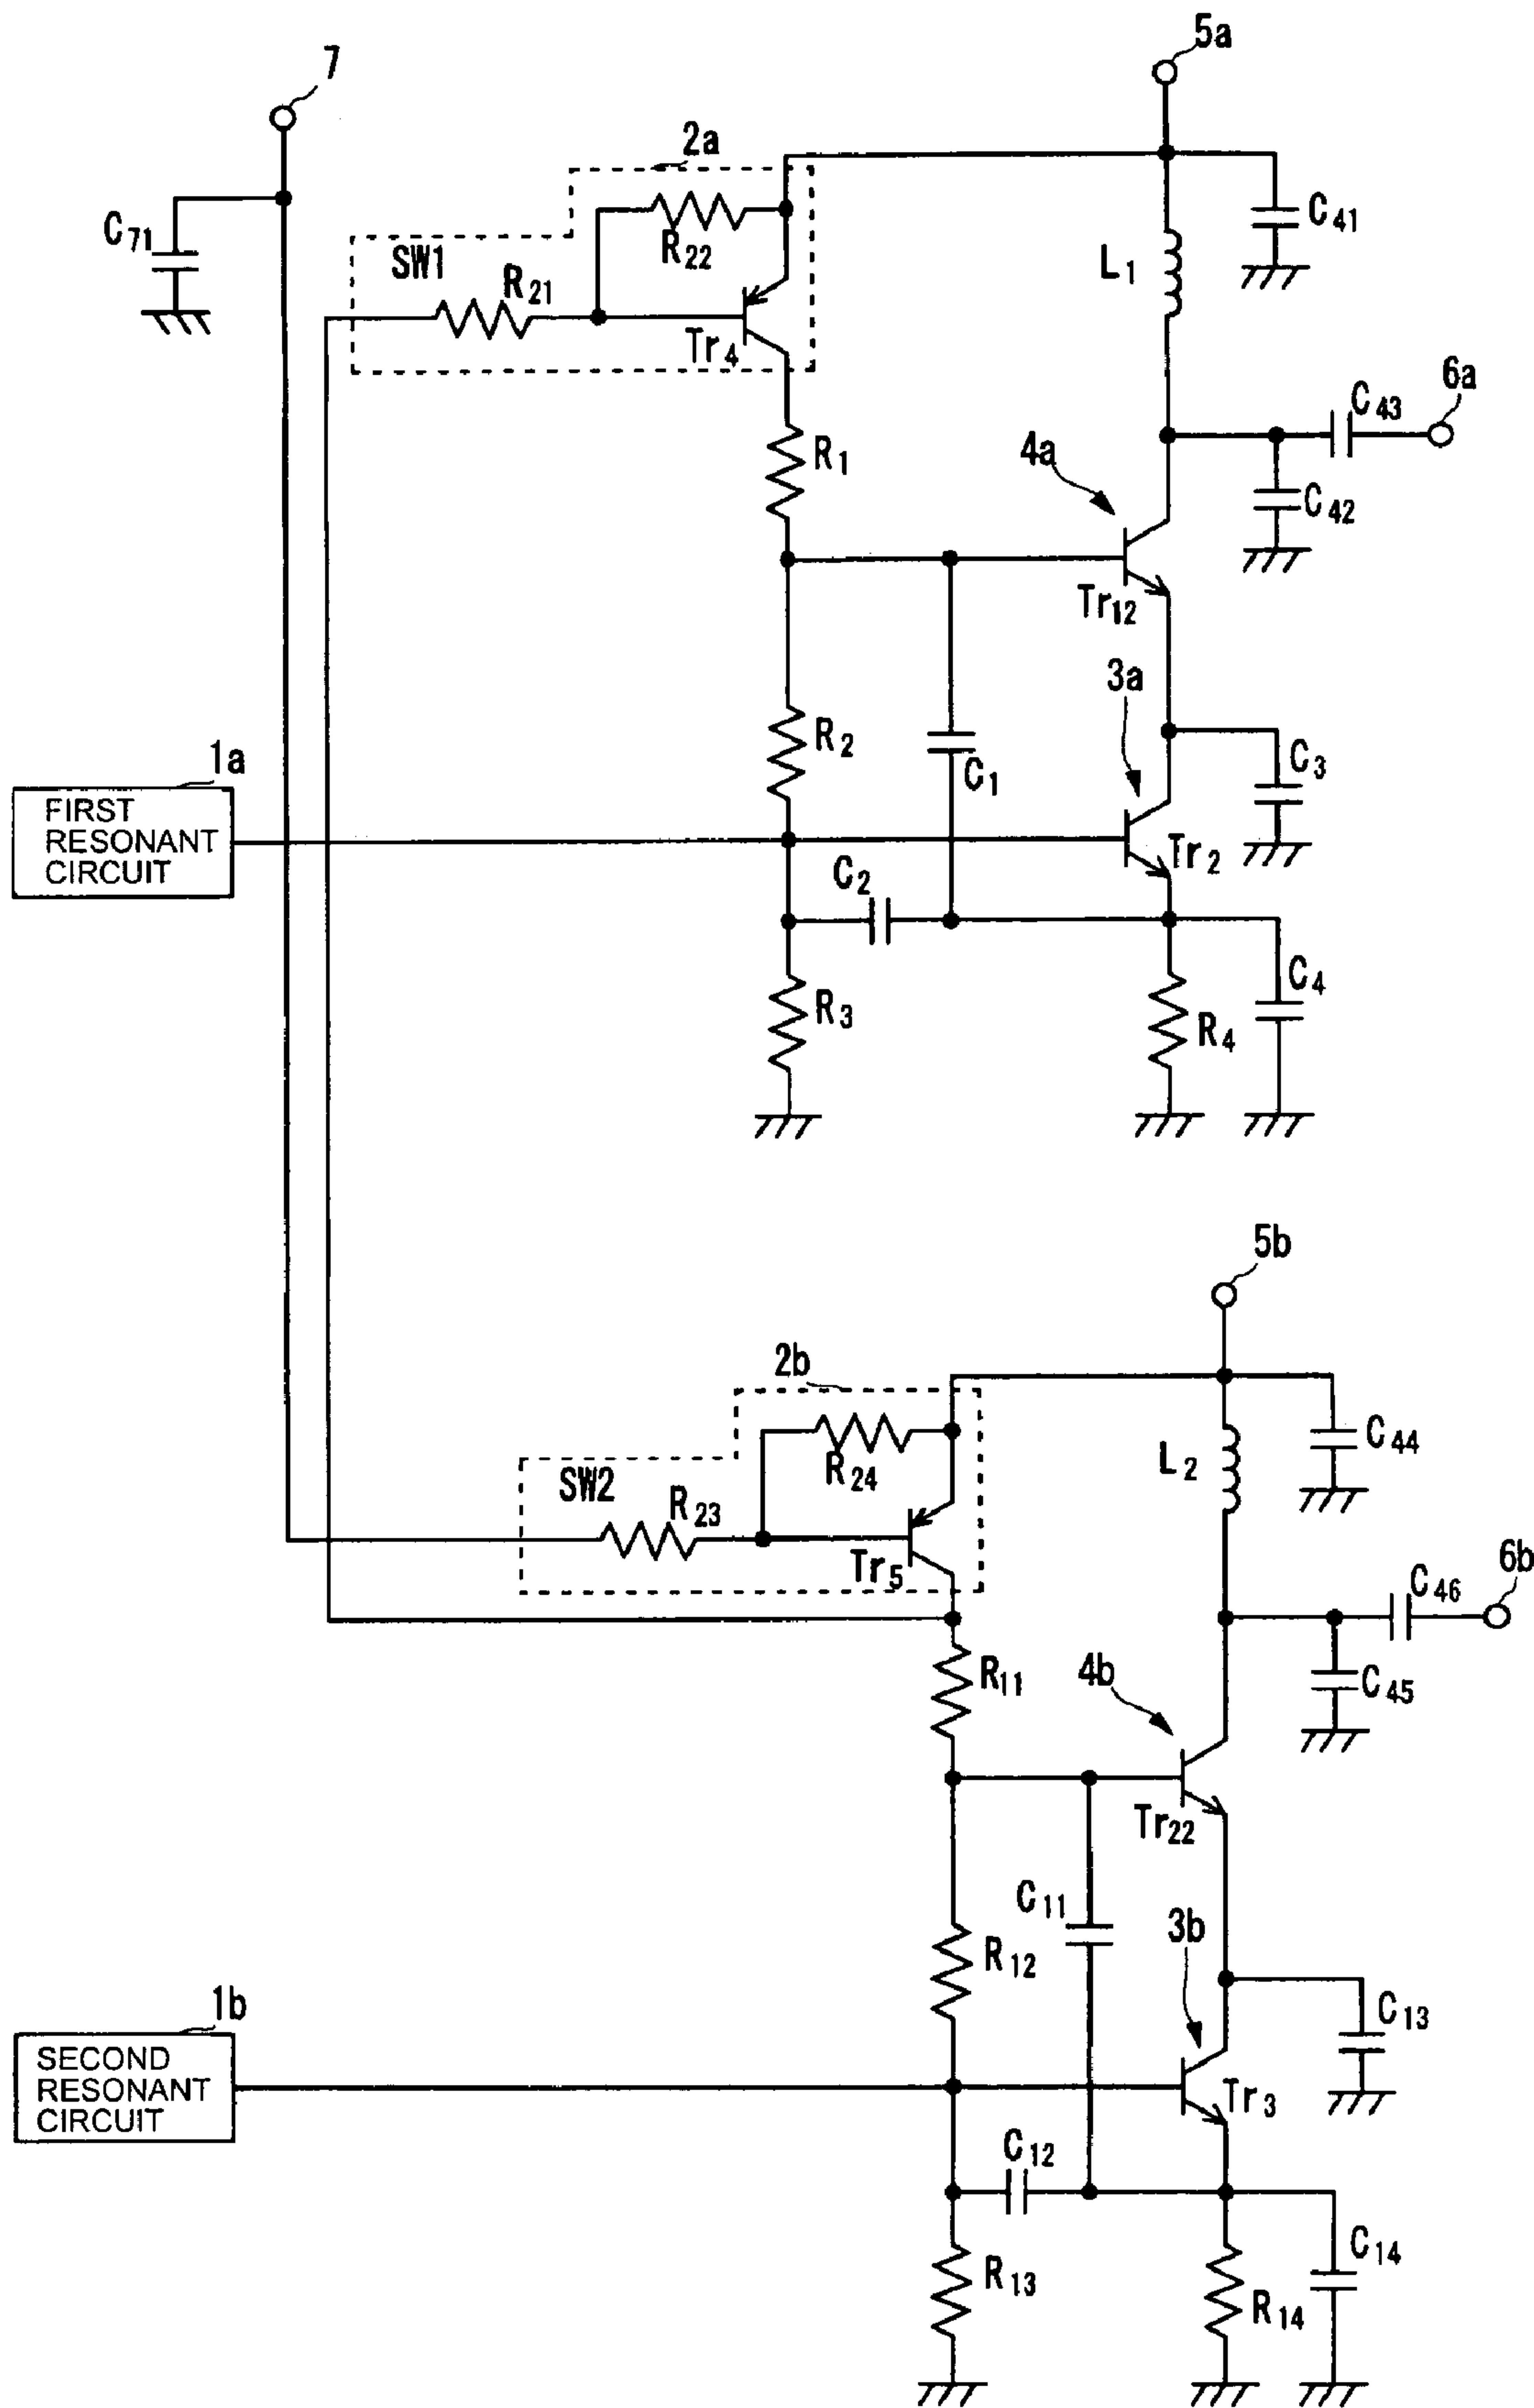 5a
7
2a
C71
SW1
R22
R21
Tr4
C41
L1
6a
C43
C42
R1
4a
Tr12
3a
R2
C1
C3
1a
FIRST
RESONANT
CIRCUIT
Tr2
C2
R3
R4
C4
5b
2b
SW2
R24
R23
Tr5
L2
C44
6b
C46
C45
R11
4b
Tr22
C11
3b
R12
C13
1b
SECOND
RESONANT
CIRCUIT
Tr3
C12
R13
R14
C14